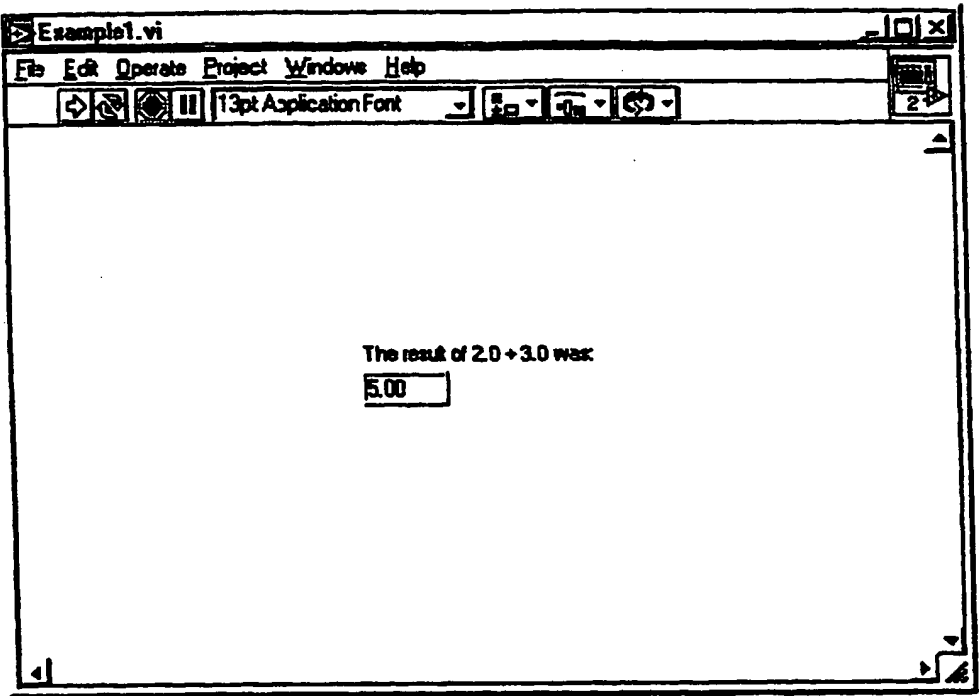 Example1.vi
File Edit Operate Project Windows Help
13pt Application Font
2
The result of 2.0 + 3.0 was:
5.00